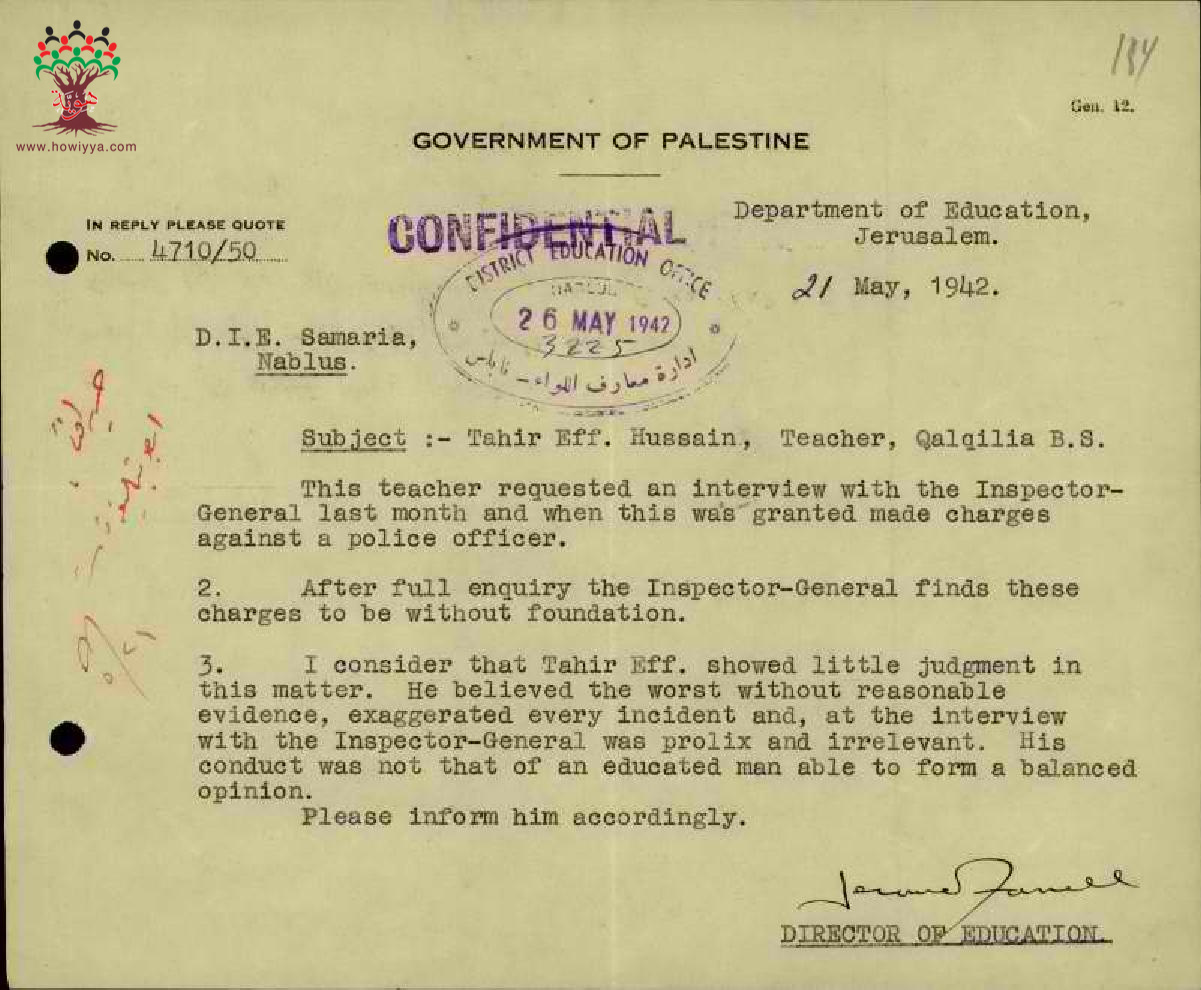 هوية
www.howiyya.com
184
Gen. 12.
GOVERNMENT OF PALESTINE
IN REPLY PLEASE QUOTE
No. 4710/50
CONFIDENTIAL
Department of Education,
Jerusalem.
21 May, 1942.
DISTRICT EDUCATION OFFICE
NABLUS
26 MAY 1942
3225
ادارة معارف اللواء - نابلس
D.I.E. Samaria,
Nablus.
Subject :- Tahir Eff. Hussain, Teacher, Qalqilia B.S.
This teacher requested an interview with the Inspector-
General last month and when this was granted made charges
against a police officer.
2. After full enquiry the Inspector-General finds these
charges to be without foundation.
3. I consider that Tahir Eff. showed little judgment in
this matter. He believed the worst without reasonable
evidence, exaggerated every incident and, at the interview
with the Inspector-General was prolix and irrelevant. His
conduct was not that of an educated man able to form a balanced
opinion.
Please inform him accordingly.
Jerome Farrell
DIRECTOR OF EDUCATION.